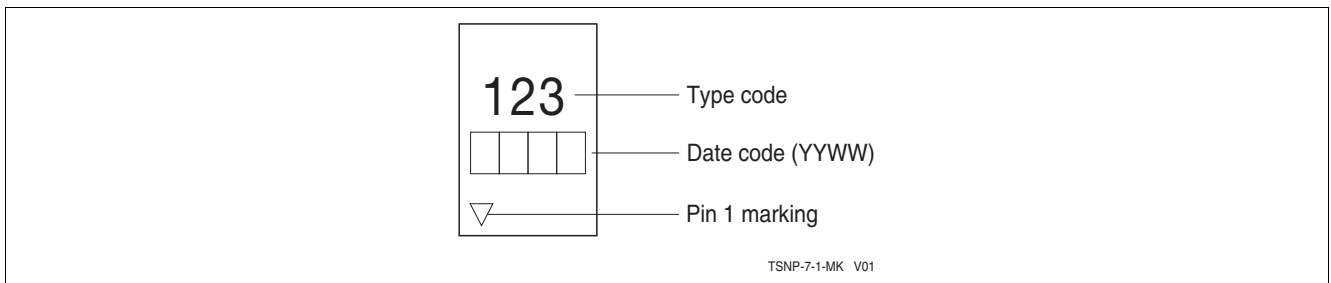 123
Type code
Date code (YYWW)
Pin 1 marking
TSNP-7-1-MK V01